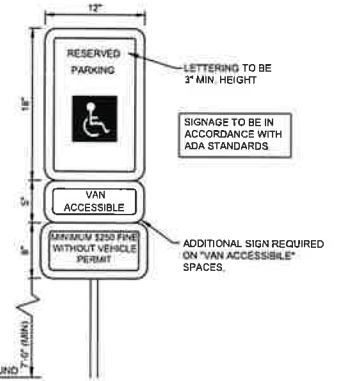 12"
RESERVED
PARKING
LETTERING TO BE
3" MIN. HEIGHT
18"
SIGNAGE TO BE IN
ACCORDANCE WITH
ADA STANDARDS.
VAN
ACCESSIBLE
5"
MINIMUM $250 FINE
WITHOUT VEHICLE
PERMIT
8"
ADDITIONAL SIGN REQUIRED
ON "VAN ACCESSIBILE"
SPACES.
7'-0" (MIN)